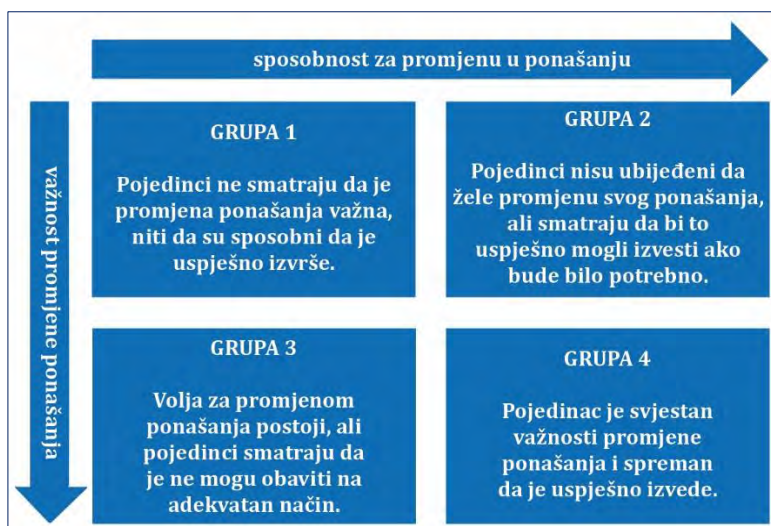 sposobnost za promjenu u ponašanju
važnost promjene ponašanja
GRUPA 1
Pojedinci ne smatraju da je
promjena ponašanja važna,
niti da su sposobni da je
uspješno izvrše.
GRUPA 2
Pojedinci nisu ubijeđeni da
žele promjenu svog ponašanja,
ali smatraju da bi to
uspješno mogli izvesti ako
bude bilo potrebno.
GRUPA 3
Volja za promjenom
ponašanja postoji, ali
pojedinci smatraju da
je ne mogu obaviti na
adekvatan način.
GRUPA 4
Pojedinac je svjestan
važnosti promjene
ponašanja i spreman
da je uspješno izvede.